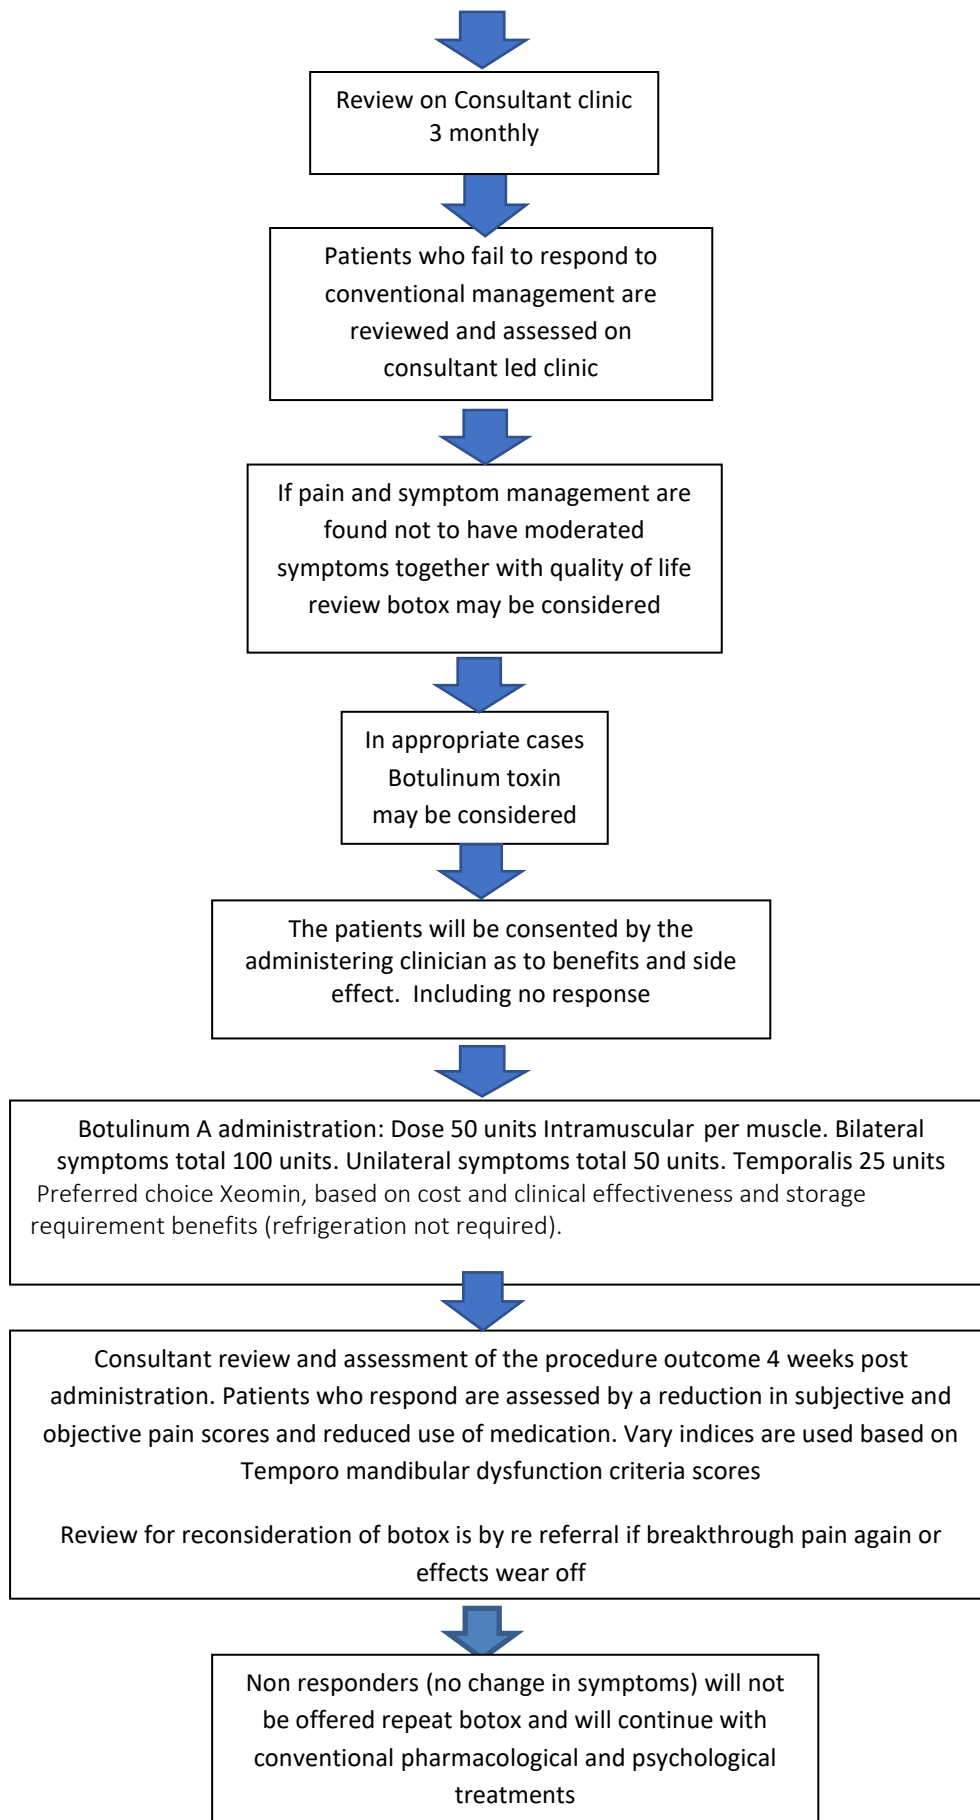 Review on Consultant clinic
3 monthly
Patients who fail to respond to
conventional management are
reviewed and assessed on
consultant led clinic
If pain and symptom management are
found not to have moderated
symptoms together with quality of life
review botox may be considered
In appropriate cases
Botulinum toxin
may be considered
The patients will be consented by the
administering clinician as to benefits and side
effect.  Including no response
Botulinum A administration: Dose 50 units Intramuscular per muscle. Bilateral
symptoms total 100 units. Unilateral symptoms total 50 units. Temporalis 25 units
Preferred choice Xeomin, based on cost and clinical effectiveness and storage
requirement benefits (refrigeration not required).
Consultant review and assessment of the procedure outcome 4 weeks post
administration. Patients who respond are assessed by a reduction in subjective and
objective pain scores and reduced use of medication. Vary indices are used based on
Temporo mandibular dysfunction criteria scores
Review for reconsideration of botox is by re referral if breakthrough pain again or
effects wear off
Non responders (no change in symptoms) will not
be offered repeat botox and will continue with
conventional pharmacological and psychological
treatments